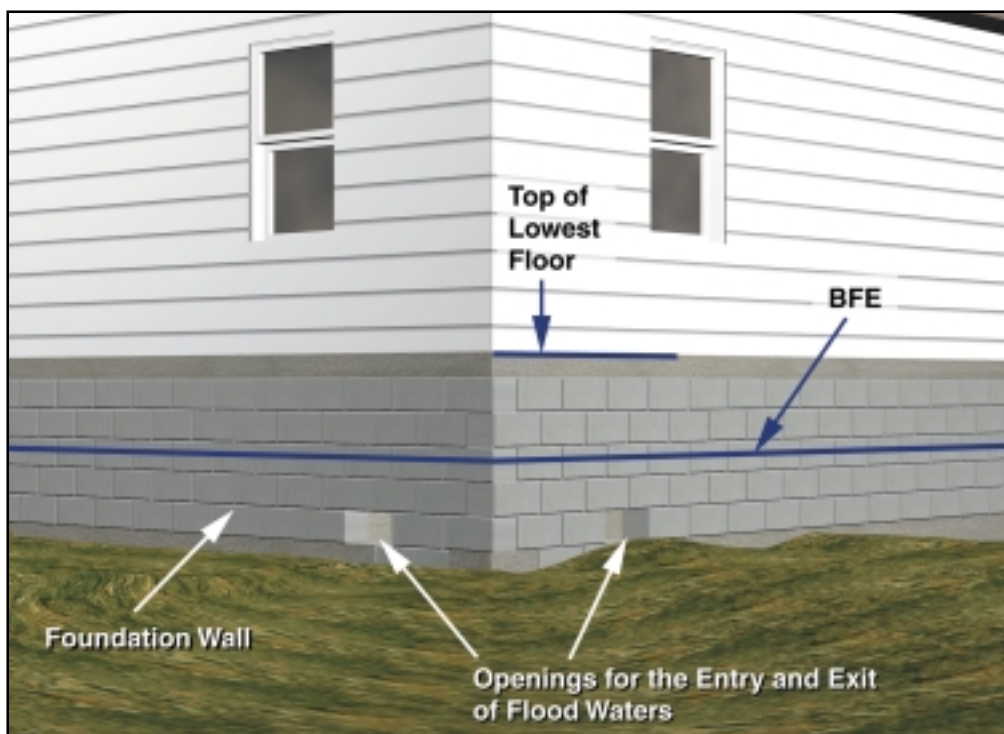 Top of
Lowest
Floor
BFE
Foundation Wall
Openings for the Entry and Exit
of Flood Waters